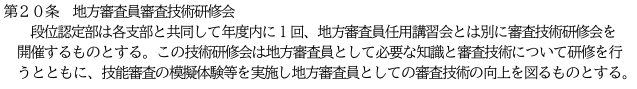 第２０条　地方審査員審査技術研修会
段位認定部は各支部と共同して年度内に１回、地方審査員任用講習会とは別に審査技術研修会を
開催するものとする。この技術研修会は地方審査員として必要な知識と審査技術について研修を行
うとともに、技能審査の模擬体験等を実施し地方審査員としての審査技術の向上を図るものとする。